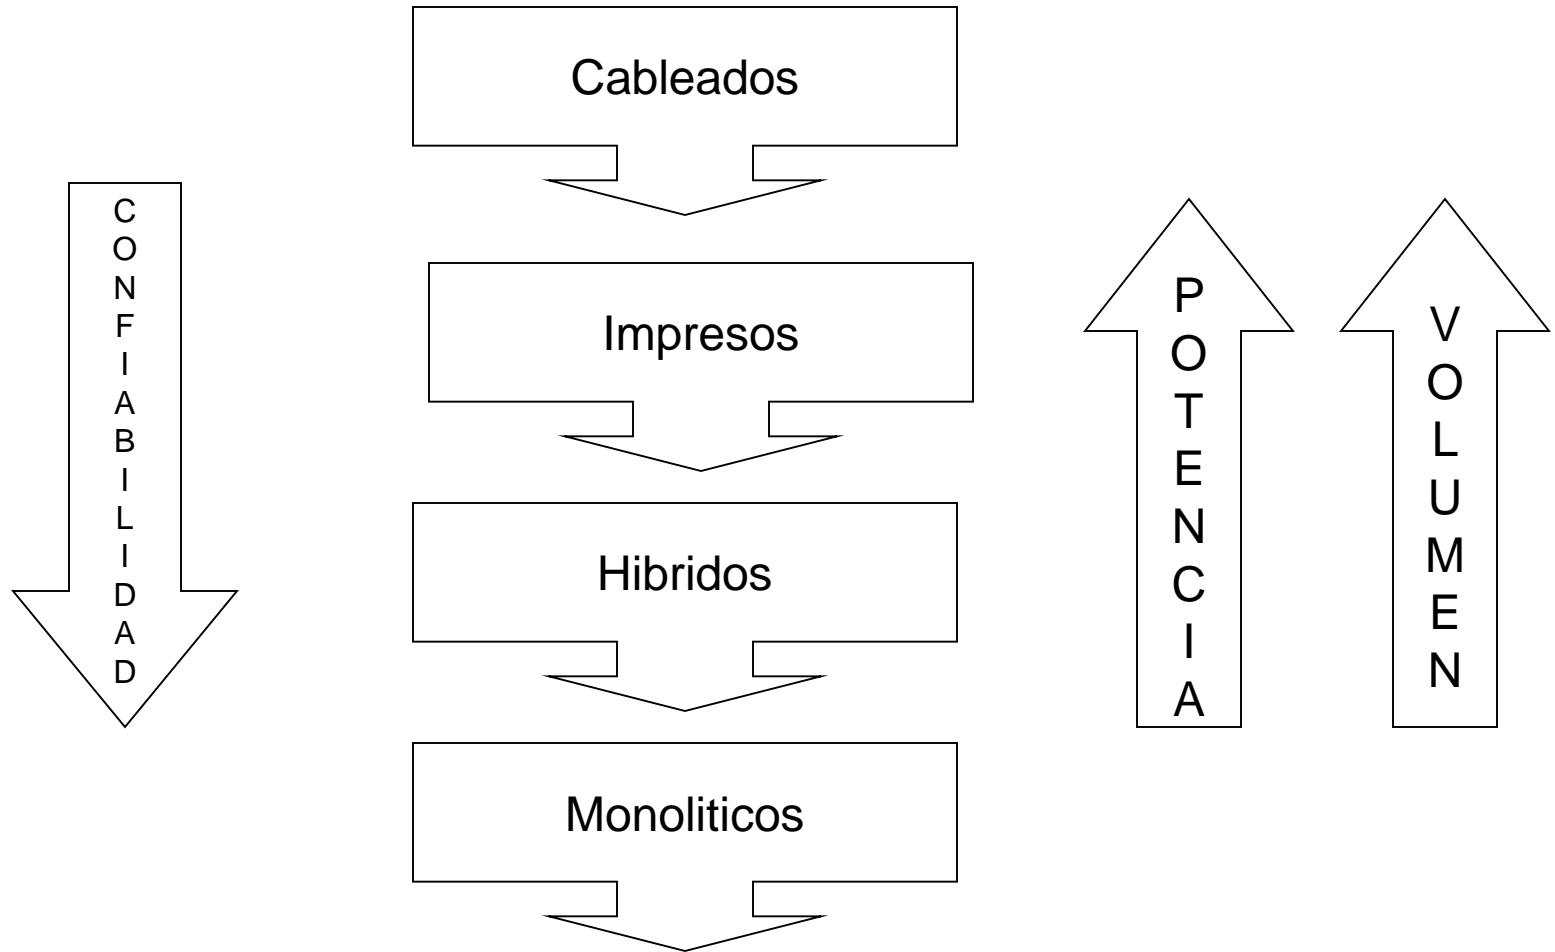 Cableados
CONFIABILIDAD
Impresos
POTENCIA
VOLUMEN
Hibridos
Monoliticos